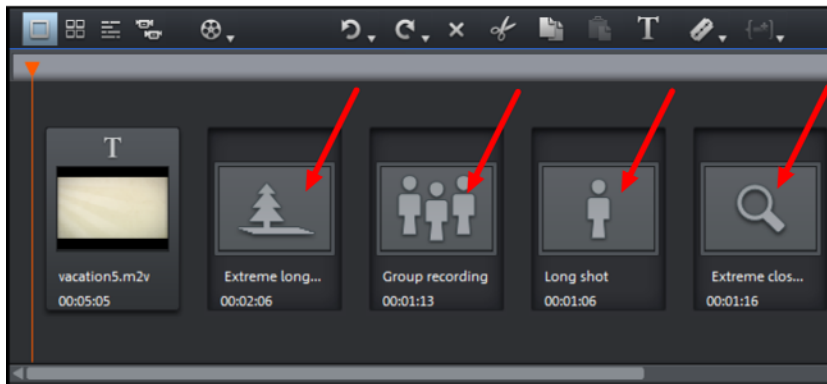 T
T
vacation5.m2v
00:05:05
Extreme long...
00:02:06
Group recording
00:01:13
Long shot
00:01:06
Extreme clos...
00:01:16